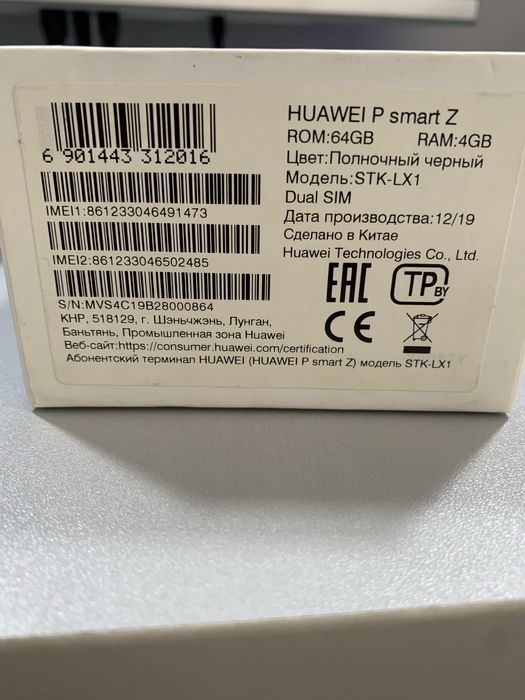 6 901443 312016
IMEI1:861233046491473
IMEI2:861233046502485
S/N:MVS4C19B28000864
HUAWEI P smart Z
ROM:64GB RAM:4GB
Цвет:Полночный черный
Модель:STK-LX1
Dual SIM
Дата производства:12/19
Сделано в Китае
Huawei Technologies Co., Ltd.
EAC TP BY
CE
КНР, 518129, г. Шэньчжэнь, Лунган,
Баньтянь, Промышленная зона Huawei
Веб-сайт:https://consumer.huawei.com/certification
Абонентский терминал HUAWEI (HUAWEI P smart Z) модель STK-LX1